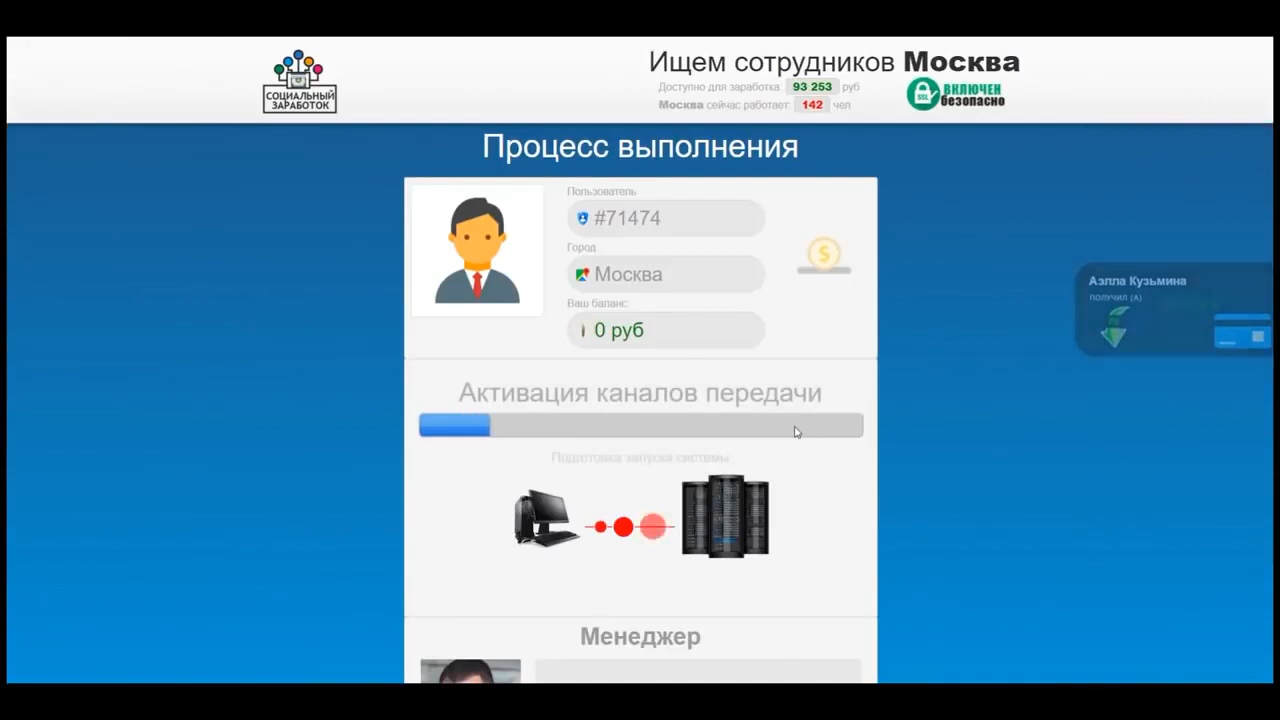 СОЦИАЛЬНЫЙ
ЗАРАБОТОК
Ищем сотрудников Москва
Доступно для заработка: 93 253 руб
Москва сейчас работает: 142 чел
SSL
ВКЛЮЧЕН
безопасно
Процесс выполнения
Пользователь
#71474
Город
Москва
Ваш баланс:
0 руб
Аэлла Кузьмина
ПОЛУЧИЛ (А)
Активация каналов передачи
Подготовка запуска системы
Менеджер